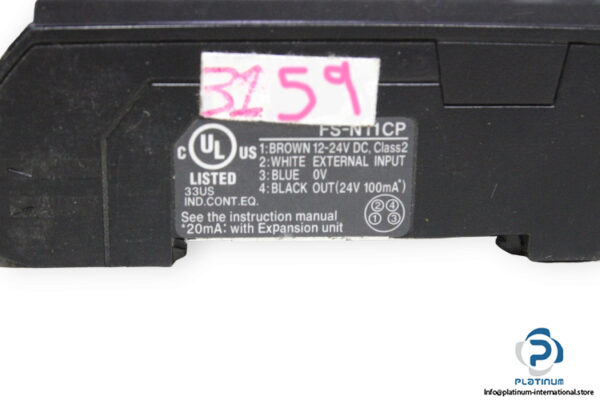 3159
FS-N11CP
C UL US
LISTED
33US
IND.CONT.EQ.
1:BROWN 12-24V DC, Class2
2:WHITE EXTERNAL INPUT
3:BLUE 0V
4:BLACK OUT(24V 100mA*)
See the instruction manual
*20mA: with Expansion unit
② ④
① ③
PLATINUM
Info@platinum-international.store